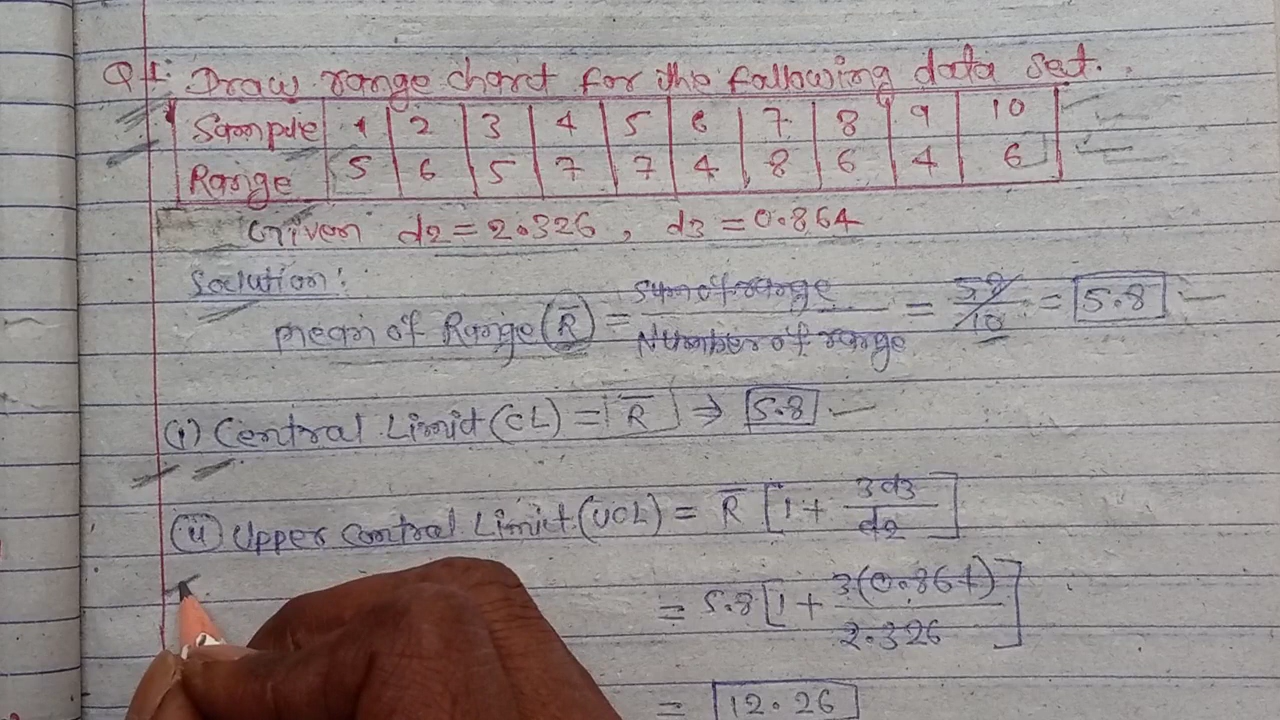 Q1: Draw range chart for the following data set.
Sample 1 2 3 4 5 6 7 8 9 10
Range 5 6 5 7 7 4 8 6 4 6
Given d2 = 2.326, d3 = 0.864
Solution:
Mean of Range (R̄) = Sum of range / Number of range = 58/10 = 5.8
(i) Central Limit (CL) = R̄ ⇒ 5.8
(ii) Upper Control Limit (UCL) = R̄ [1 + 3d3/d2]
= 5.8 [1 + 3(0.864)/2.326]
= 12.26